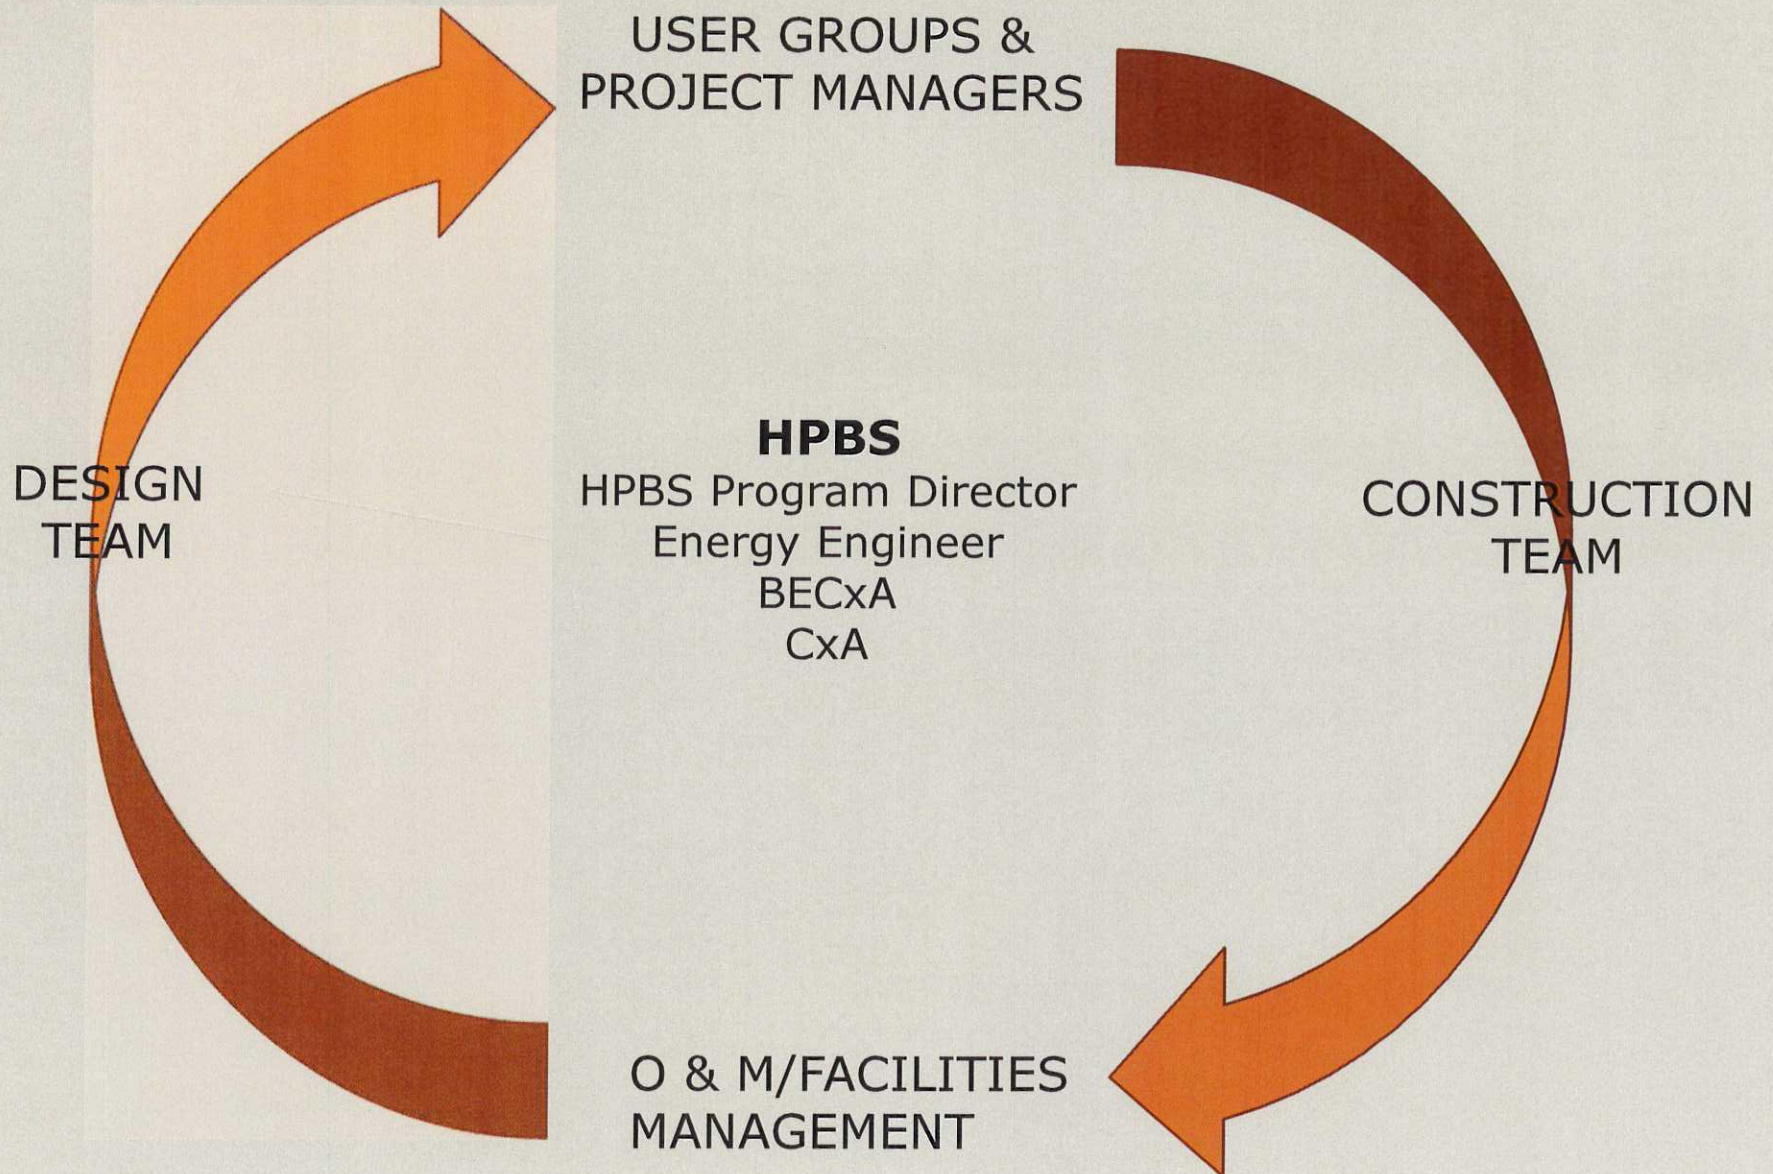 USER GROUPS &
PROJECT MANAGERS
DESIGN
TEAM
HPBS
HPBS Program Director
Energy Engineer
BECxA
CxA
CONSTRUCTION
TEAM
O & M/FACILITIES
MANAGEMENT